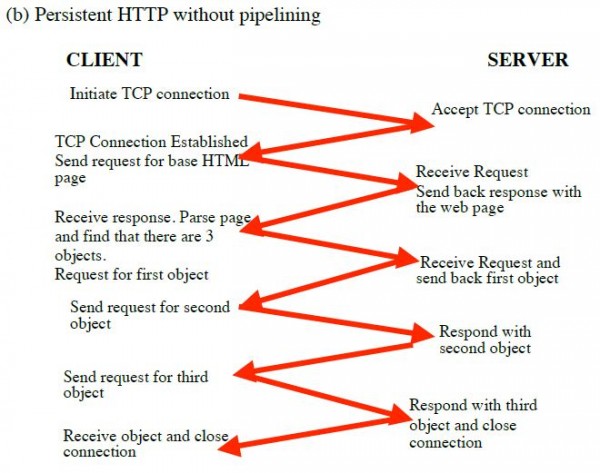 (b) Persistent HTTP without pipelining
CLIENT
SERVER
Initiate TCP connection
Accept TCP connection
TCP Connection Established
Send request for base HTML
page
Receive Request
Send back response with
the web page
Receive response. Parse page
and find that there are 3
objects.
Request for first object
Receive Request and
send back first object
Send request for second
object
Respond with
second object
Send request for third
object
Respond with third
object and close
connection
Receive object and close
connection